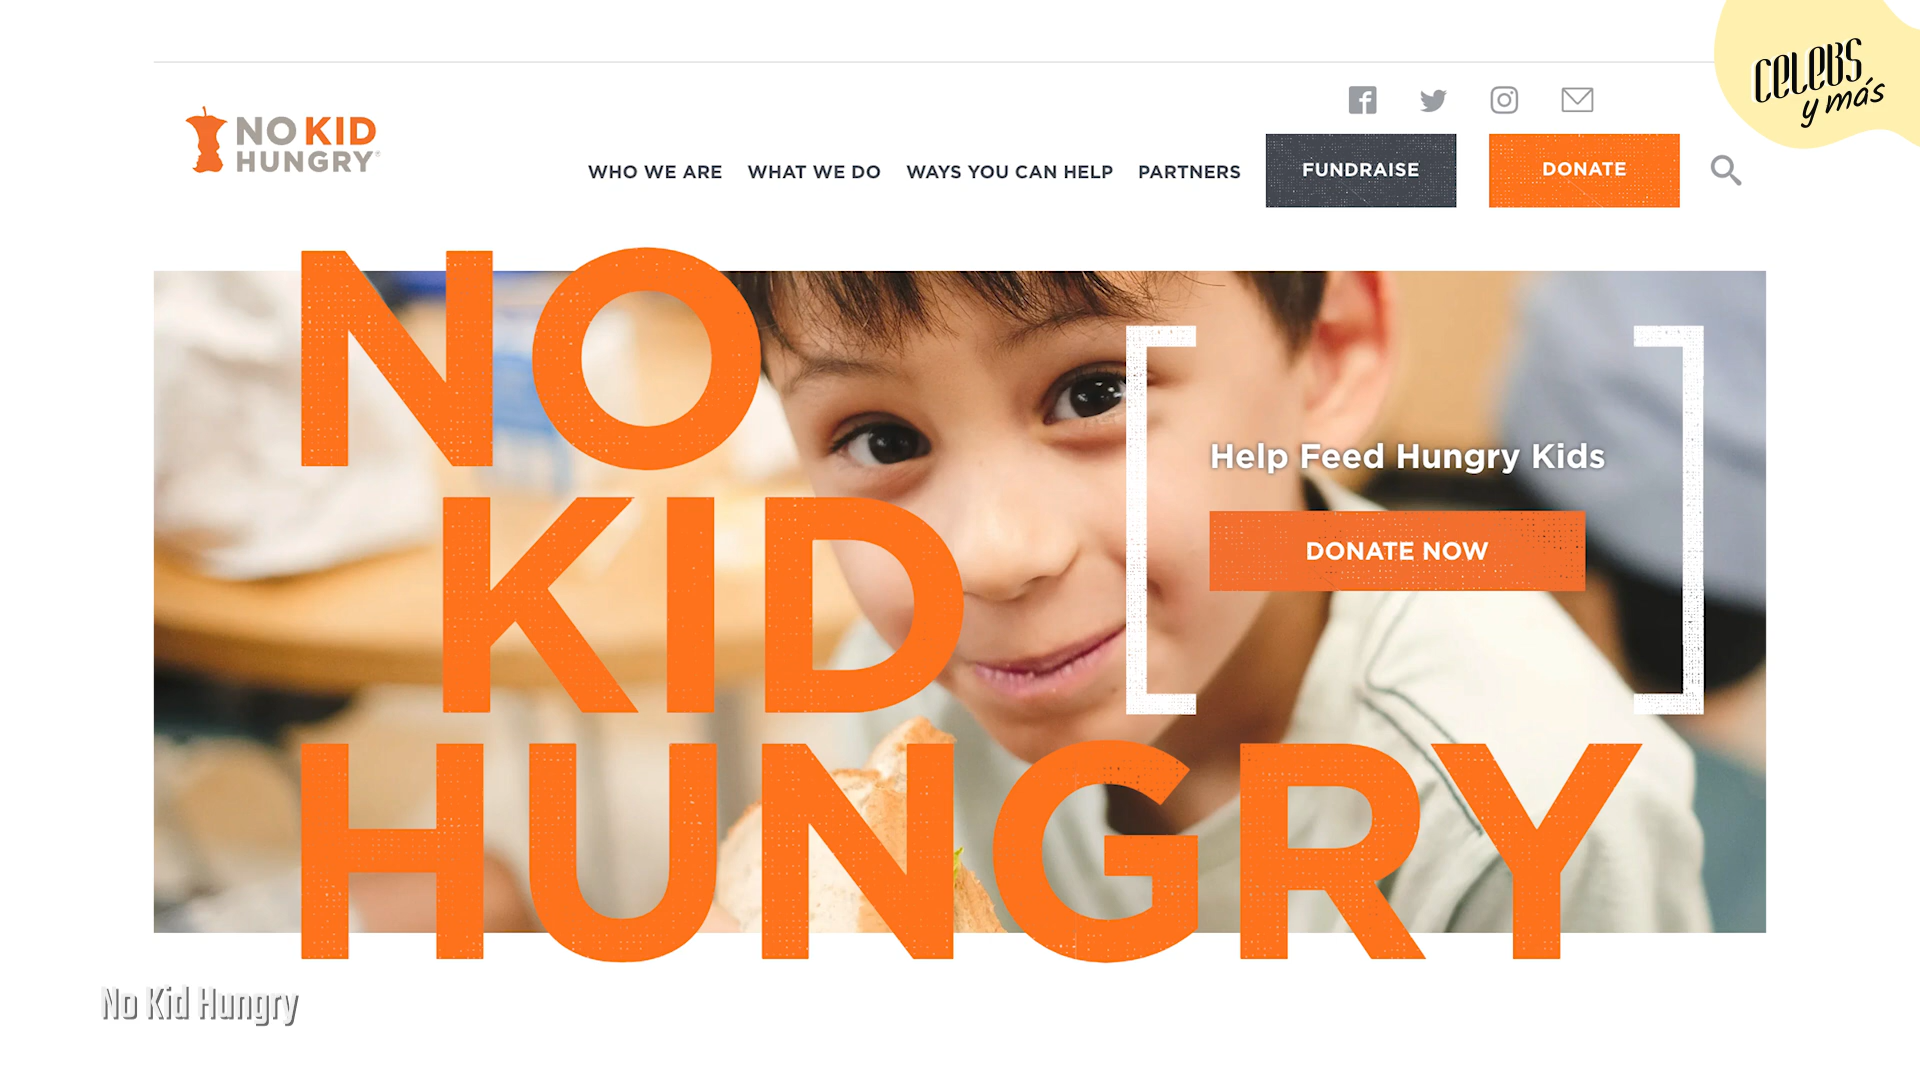 CELEBS
y más
NO KID
HUNGRY
WHO WE ARE
WHAT WE DO
WAYS YOU CAN HELP
PARTNERS
FUNDRAISE
DONATE
NO
KID
HUNGRY
Help Feed Hungry Kids
DONATE NOW
No Kid Hungry